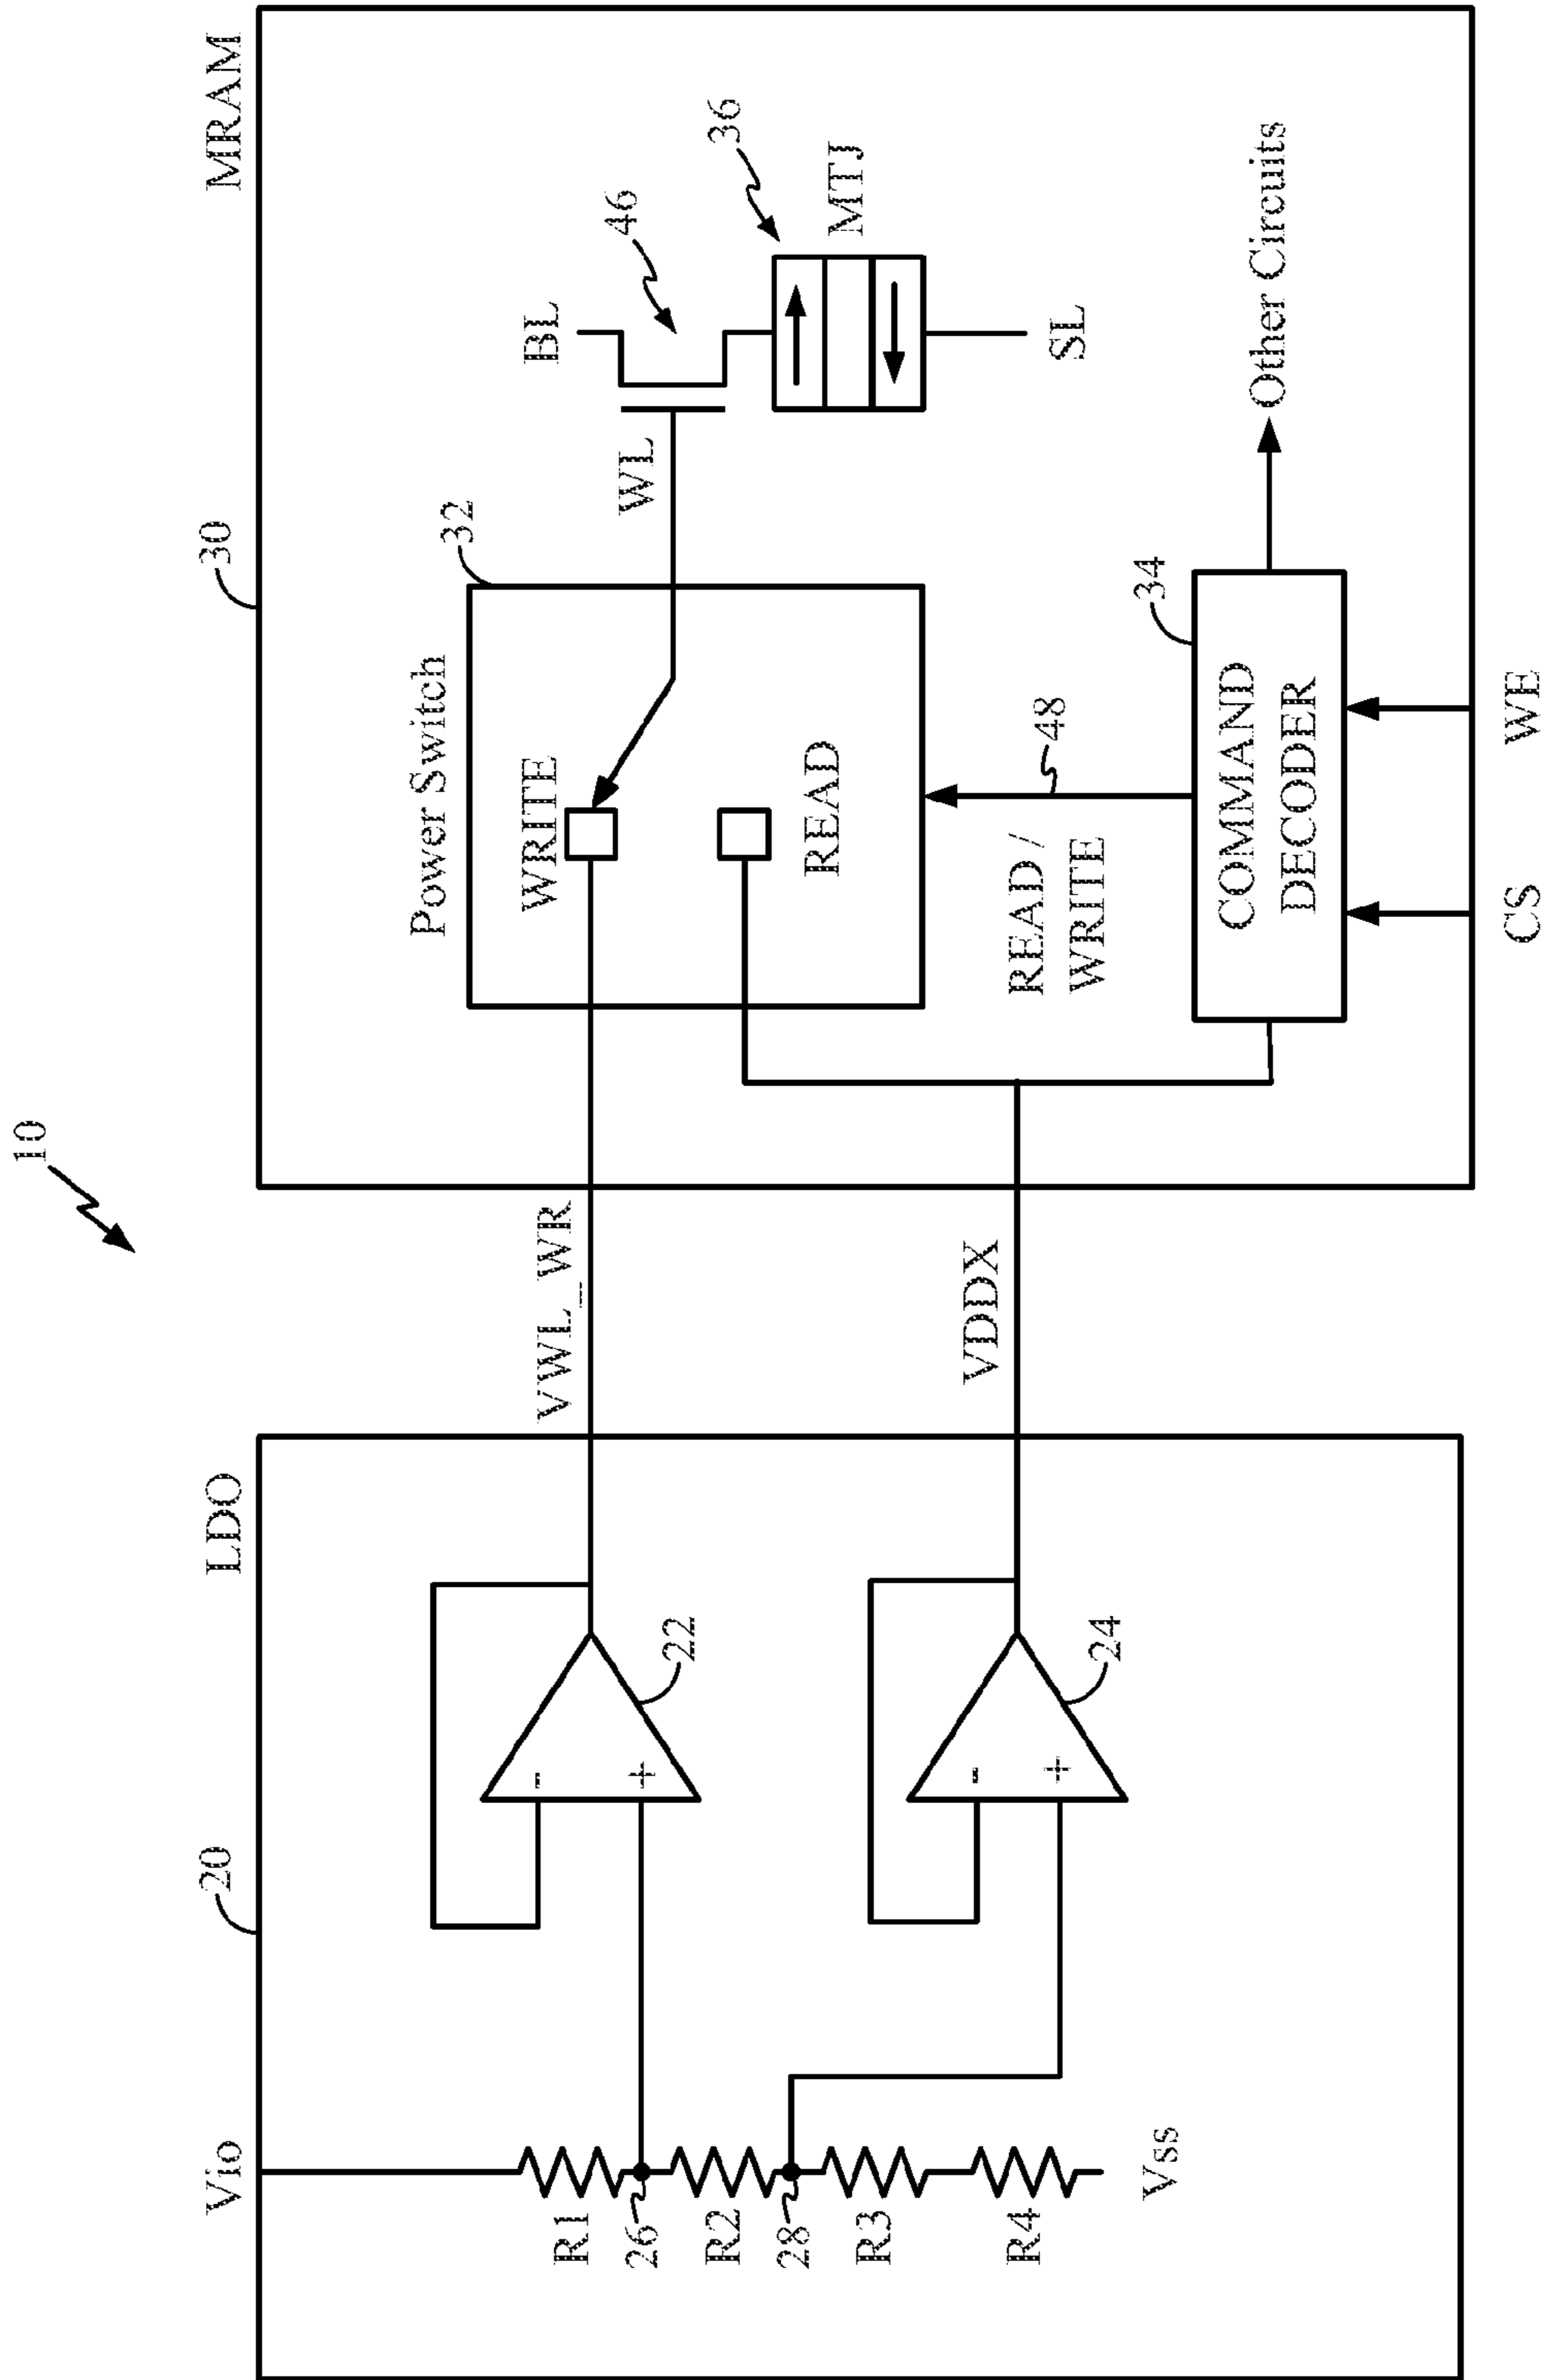 10
20
LDO
30
MRAM
Vio
R1
26
R2
28
R3
R4
Vss
-
+
22
-
+
24
VWL_WR
VDDX
Power Switch
32
WRITE
READ
WL
BL
46
36
MTJ
SL
READ /
WRITE
48
34
COMMAND
DECODER
Other Circuits
CS
WE